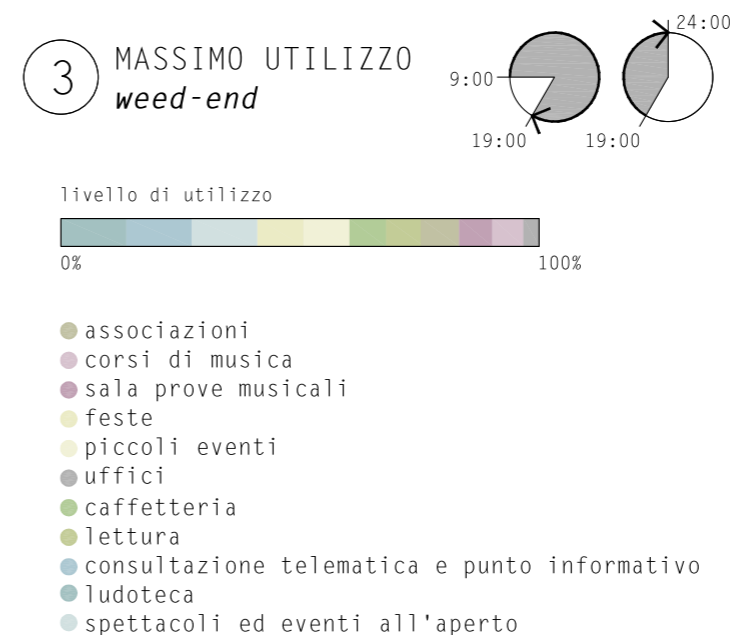 3
MASSIMO UTILIZZO
weed-end
24:00
9:00
19:00
19:00
livello di utilizzo
0%
100%
associazioni
corsi di musica
sala prove musicali
feste
piccoli eventi
uffici
caffetteria
lettura
consultazione telematica e punto informativo
ludoteca
spettacoli ed eventi all'aperto